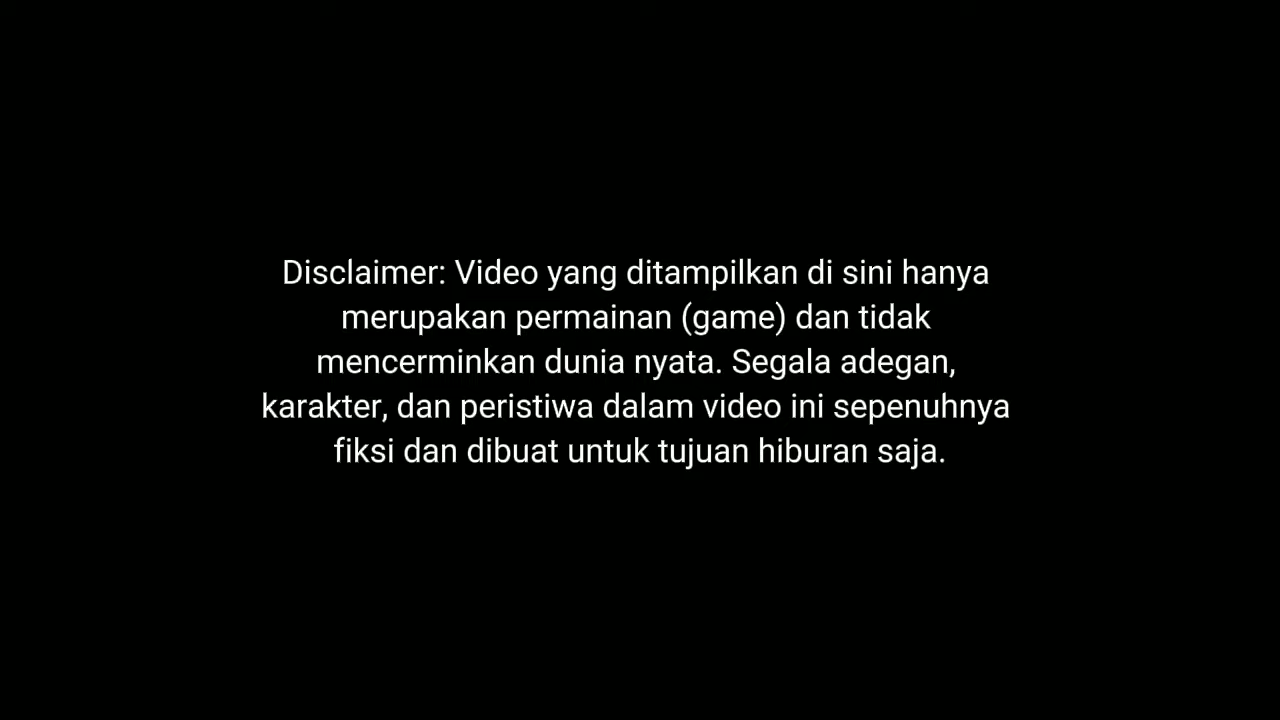 Disclaimer: Video yang ditampilkan di sini hanya
merupakan permainan (game) dan tidak
mencerminkan dunia nyata. Segala adegan,
karakter, dan peristiwa dalam video ini sepenuhnya
fiksi dan dibuat untuk tujuan hiburan saja.